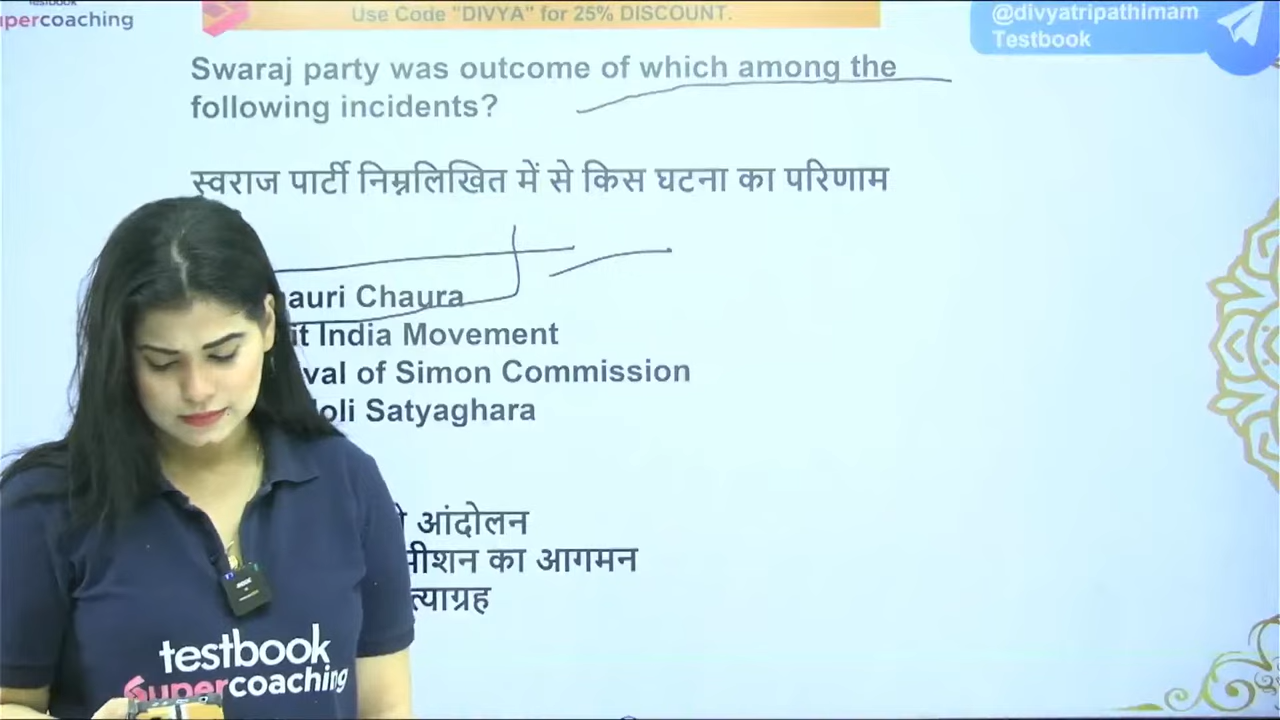 testbook
percoaching
Use Code "DIVYA" for 25% DISCOUNT.
@divyatripathimam
Testbook
Swaraj party was outcome of which among the
following incidents?
स्वराज पार्टी निम्नलिखित में से किस घटना का परिणाम
auri Chaura
it India Movement
val of Simon Commission
oli Satyaghara
आंदोलन
मीशन का आगमन
त्याग्रह
testbook
supercoaching